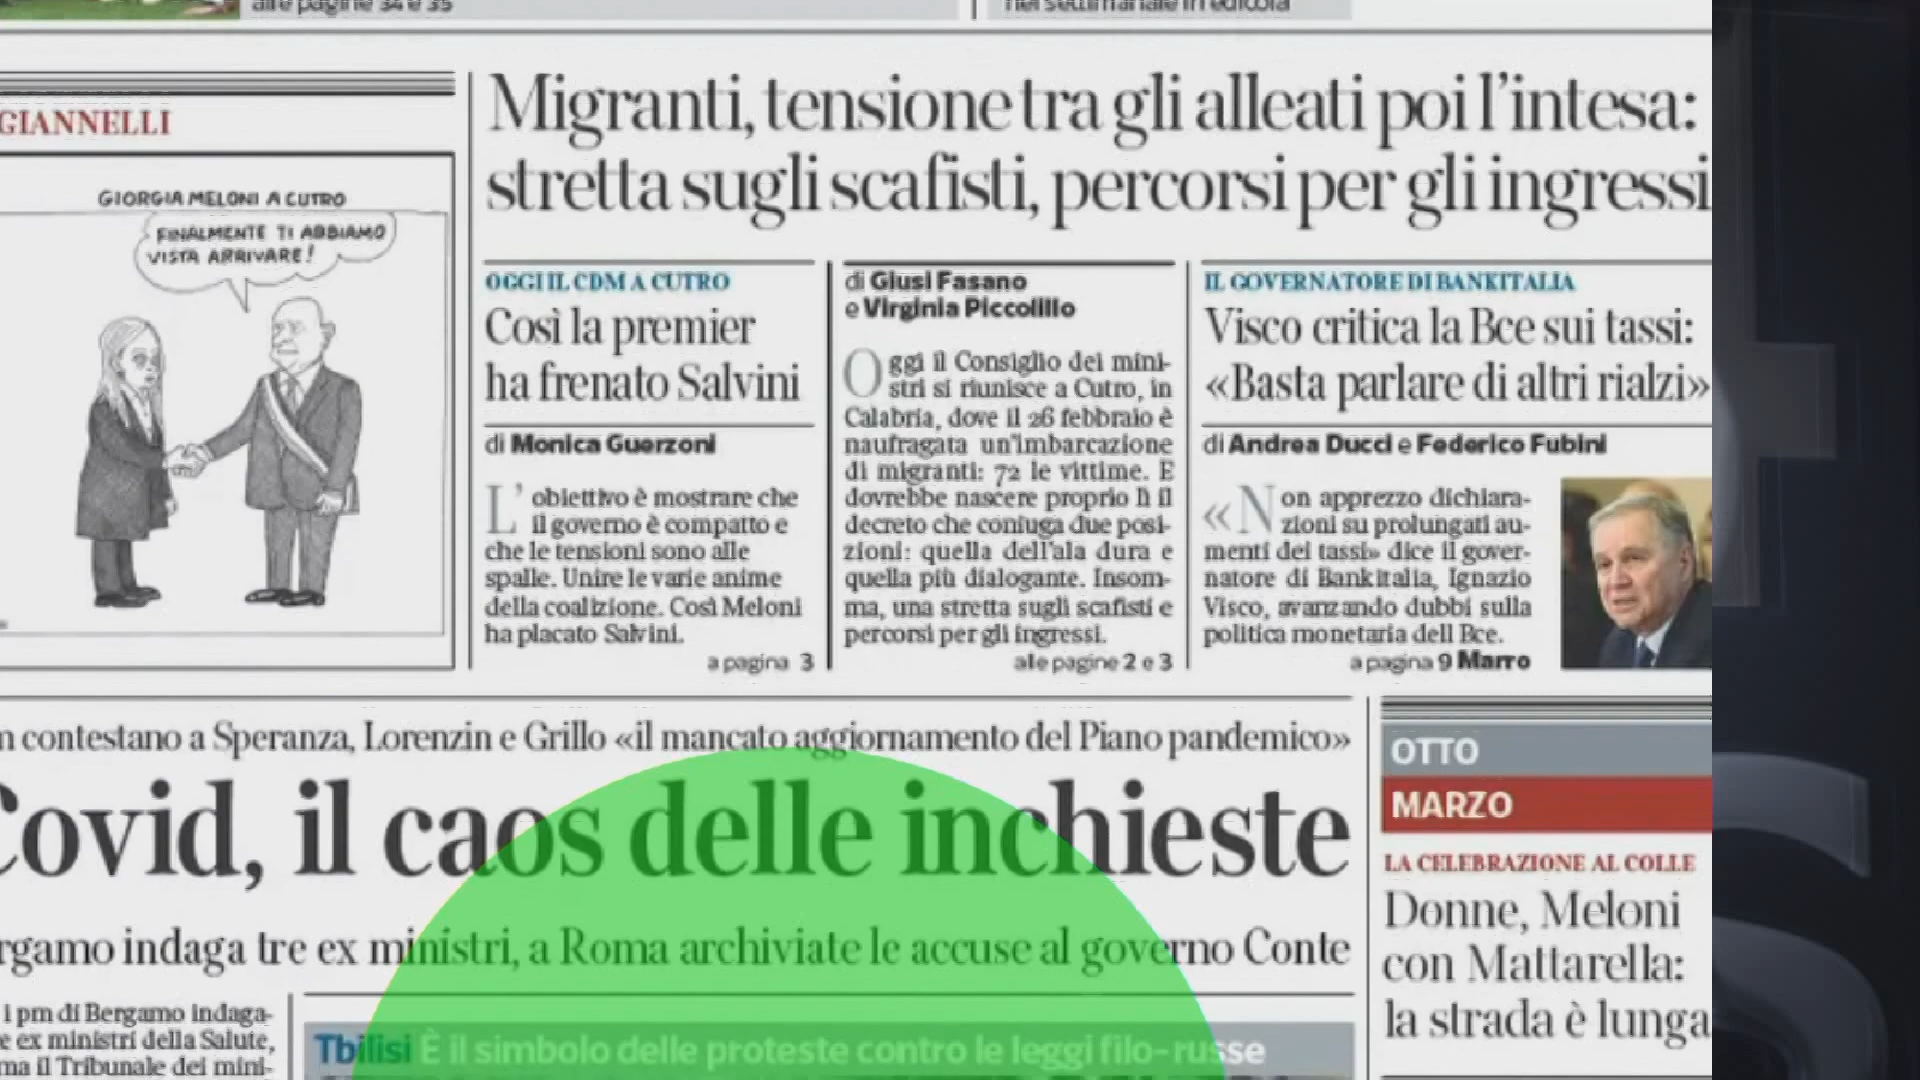 alle pagine 34 e 35
nel settimanale in edicola
GIANNELLI
GIORGIA MELONI A CUTRO
FINALMENTE TI ABBIAMO
VISTA ARRIVARE!
Migranti, tensione tra gli alleati poi l'intesa:
stretta sugli scafisti, percorsi per gli ingressi
OGGI IL CDM A CUTRO
Così la premier
ha frenato Salvini
di Monica Guerzoni
L'obiettivo è mostrare che
il governo è compatto e
che le tensioni sono alle
spalle. Unire le varie anime
della coalizione. Così Meloni
ha placato Salvini.
a pagina 3
di Giusi Fasano
e Virginia Piccolillo
Oggi il Consiglio dei mini-
stri si riunisce a Cutro, in
Calabria, dove il 26 febbraio è
naufragata un'imbarcazione
di migranti: 72 le vittime. E
dovrebbe nascere proprio lì il
decreto che coniuga due posi-
zioni: quella dell'ala dura e
quella più dialogante. Insom-
ma, una stretta sugli scafisti e
percorsi per gli ingressi.
alle pagine 2 e 3
IL GOVERNATORE DI BANKITALIA
Visco critica la Bce sui tassi:
«Basta parlare di altri rialzi»
di Andrea Ducci e Federico Fubini
«Non apprezzo dichiara-
zioni su prolungati au-
menti dei tassi» dice il gover-
natore di Bankitalia, Ignazio
Visco, avanzando dubbi sulla
politica monetaria dell Bce.
a pagina 9 Marro
m contestano a Speranza, Lorenzin e Grillo «il mancato aggiornamento del Piano pandemico»
Covid, il caos delle inchieste
rgamo indaga tre ex ministri, a Roma archiviate le accuse al governo Conte
i pm di Bergamo indaga-
e ex ministri della Salute,
ma il Tribunale dei mini-
Tbilisi È il simbolo delle proteste contro le leggi filo-russe
OTTO
MARZO
LA CELEBRAZIONE AL COLLE
Donne, Meloni
con Mattarella:
la strada è lunga